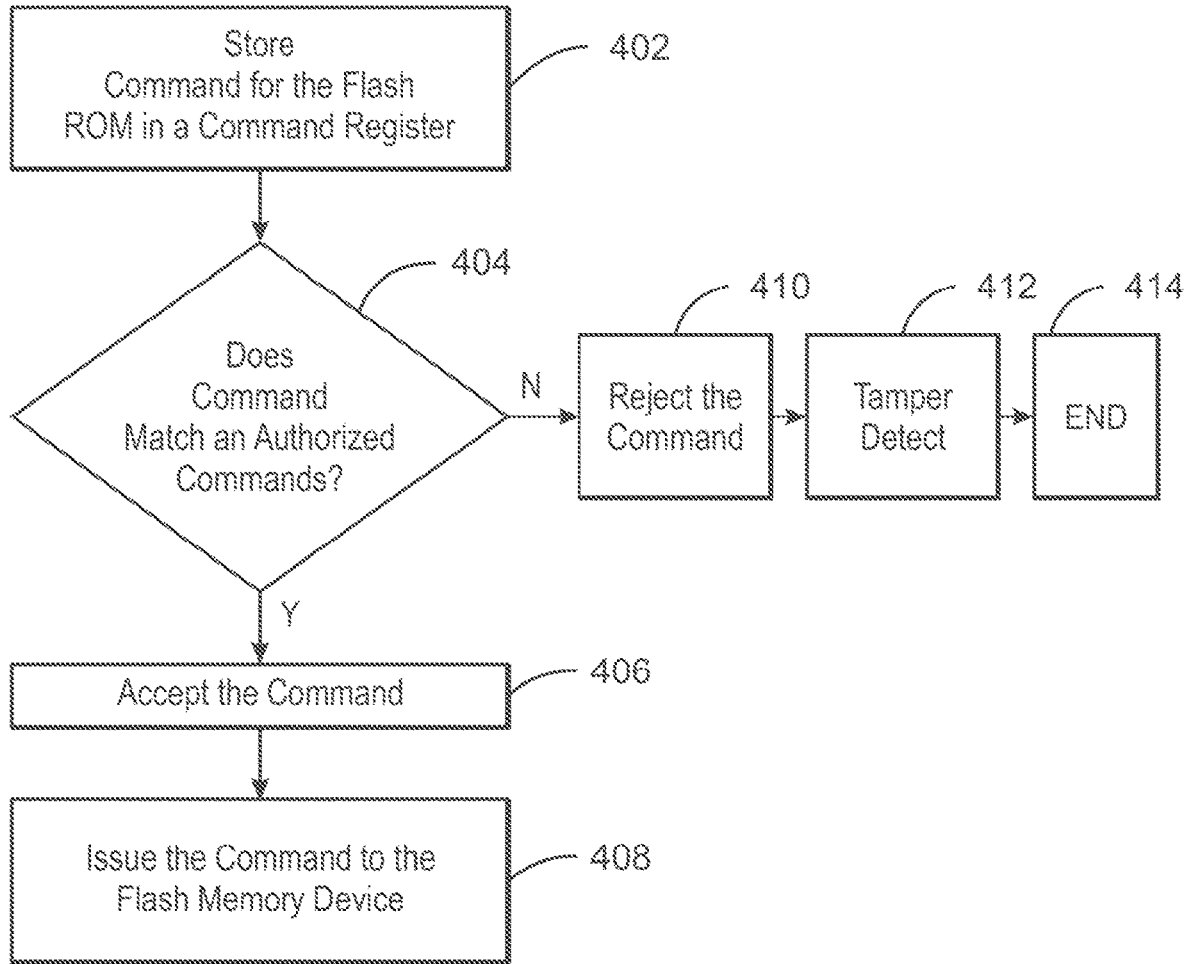 Store
Command for the Flash
ROM in a Command Register
402
404
Does
Command
Match an Authorized
Commands?
N
410
Reject the
Command
412
Tamper
Detect
414
END
Y
Accept the Command
406
Issue the Command to the
Flash Memory Device
408